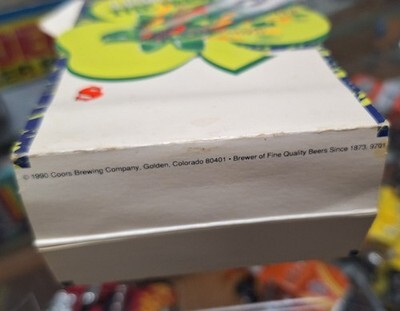 © 1990 Coors Brewing Company, Golden, Colorado 80401 • Brewer of Fine Quality Beers Since 1873,